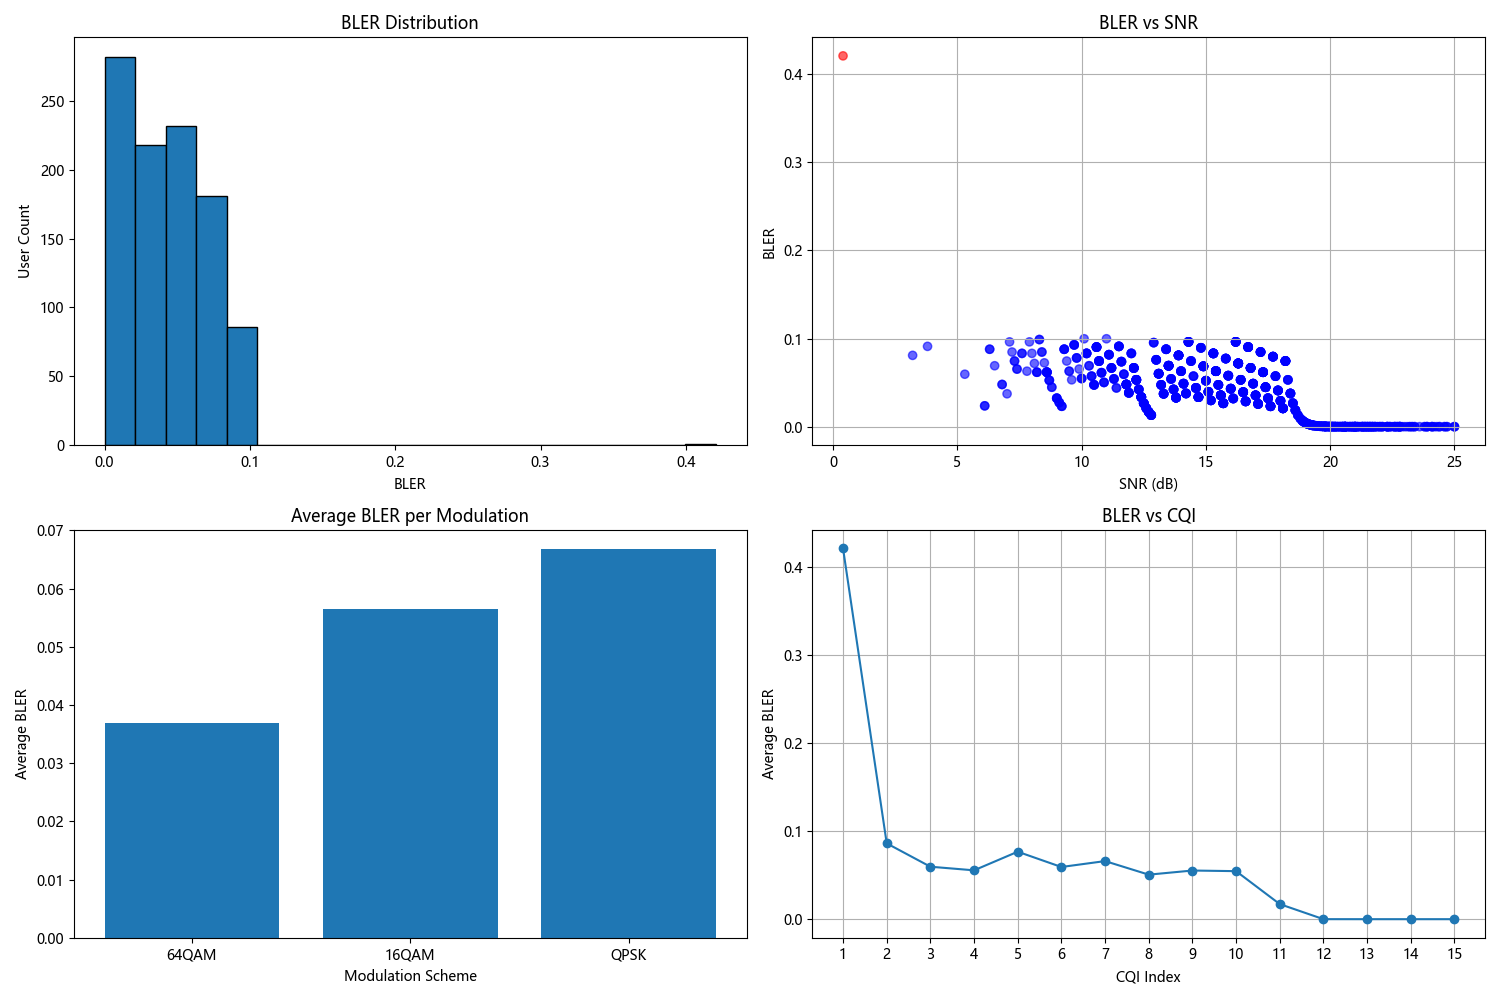 BLER Distribution
User Count
250
200
150
100
50
0
0.0 0.1 0.2 0.3 0.4
BLER
BLER vs SNR
BLER
0.4
0.3
0.2
0.1
0.0
0 5 10 15 20 25
SNR (dB)
Average BLER per Modulation
Average BLER
0.07
0.06
0.05
0.04
0.03
0.02
0.01
0.00
64QAM 16QAM QPSK
Modulation Scheme
BLER vs CQI
Average BLER
0.4
0.3
0.2
0.1
0.0
1 2 3 4 5 6 7 8 9 10 11 12 13 14 15
CQI Index